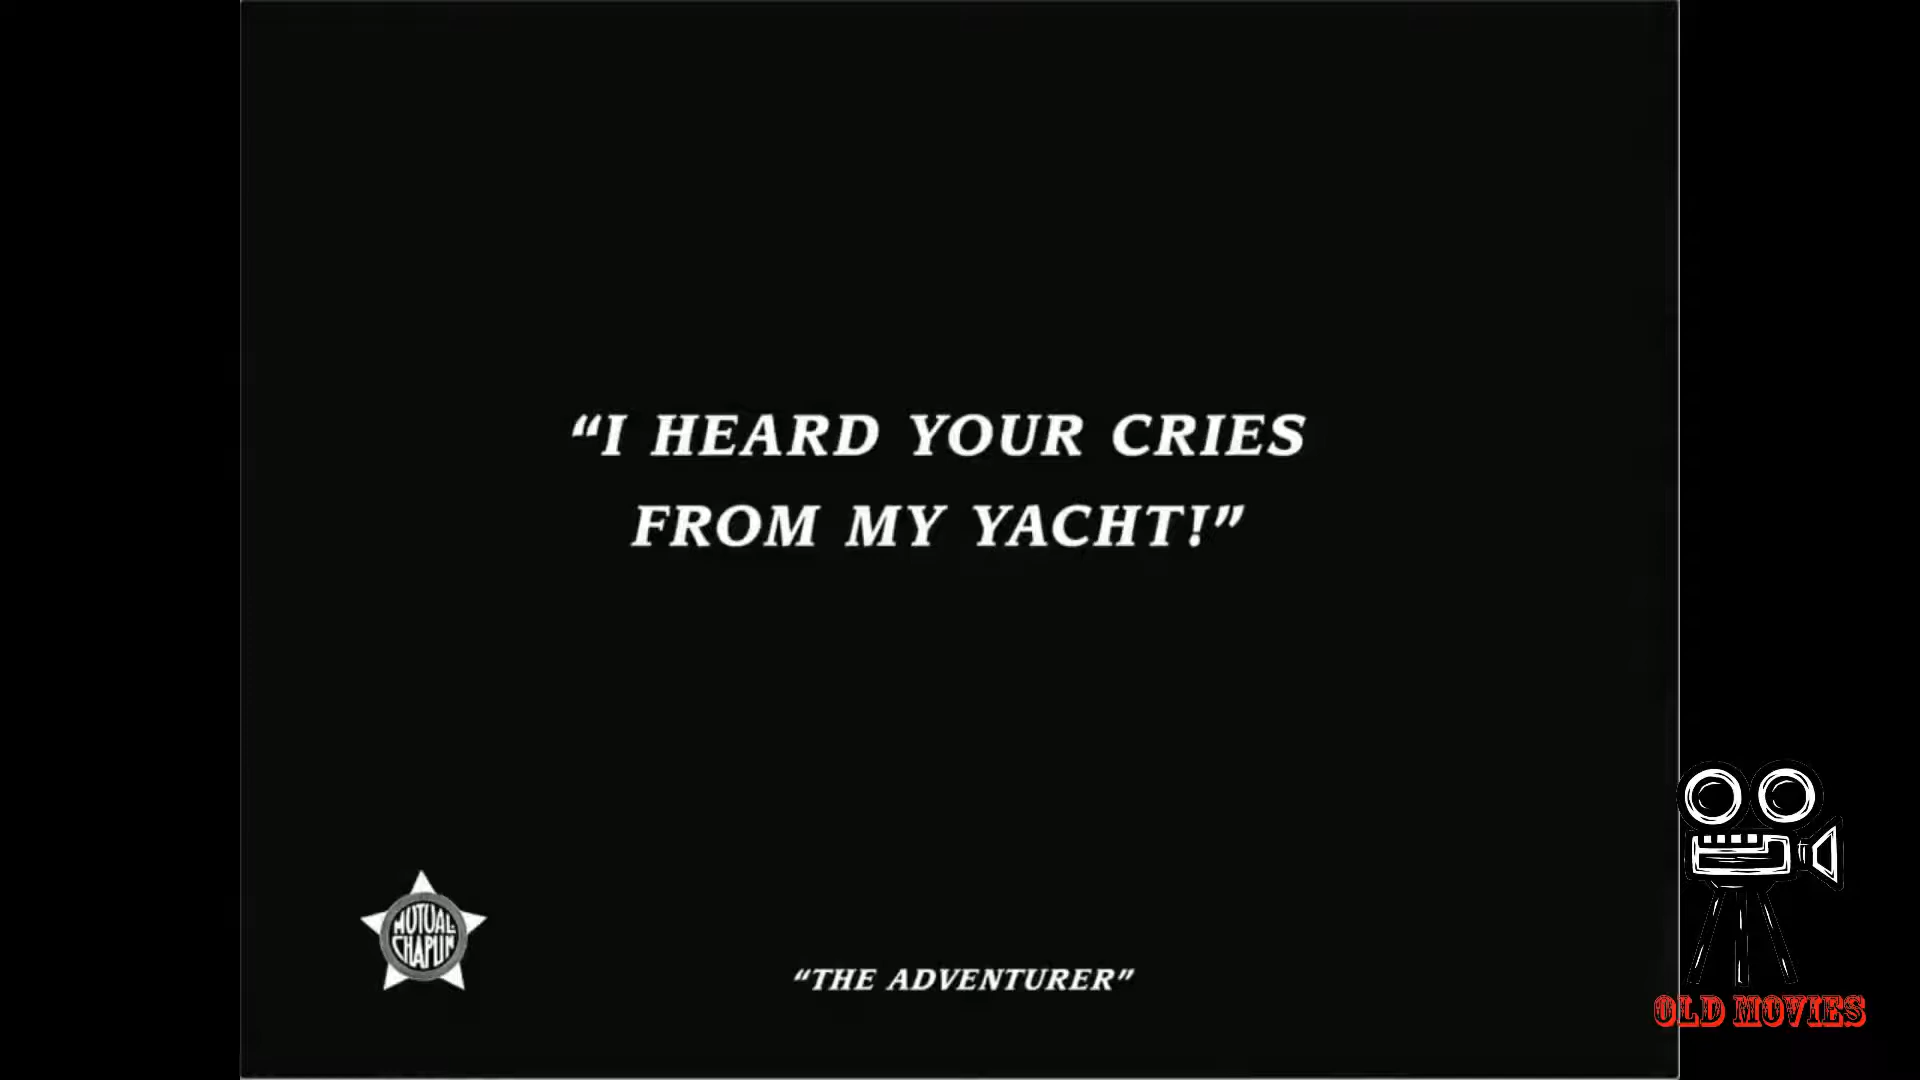 “I HEARD YOUR CRIES
FROM MY YACHT!”
MUTUAL
CHAPLIN
“THE ADVENTURER”
OLD MOVIES